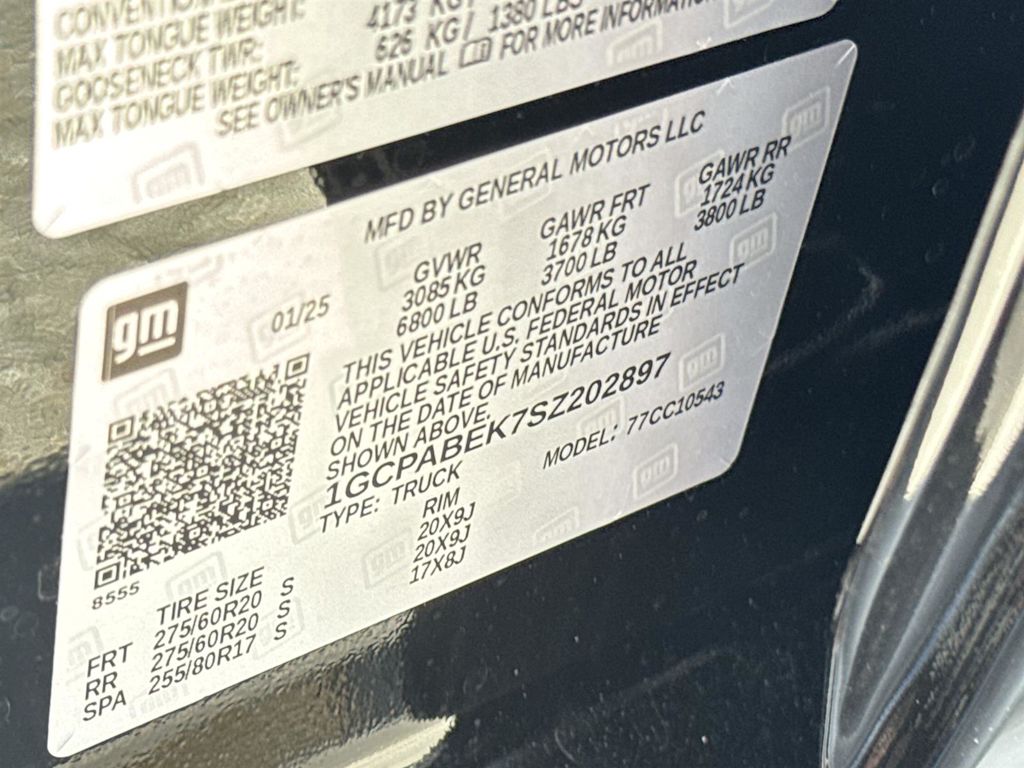 CONVENTION
4173 KG/
MAX TONGUE WEIGHT:
626 KG/ 1380 LBS
GOOSENECK TWR:
MAX TONGUE WEIGHT:
SEE OWNER'S MANUAL FOR MORE INFORMATION
MFD BY GENERAL MOTORS LLC
gm
01/25
GVWR GAWR FRT GAWR RR
3085 KG 1678 KG 1724 KG
6800 LB 3700 LB 3800 LB
THIS VEHICLE CONFORMS TO ALL
APPLICABLE U.S. FEDERAL MOTOR
VEHICLE SAFETY STANDARDS IN EFFECT
ON THE DATE OF MANUFACTURE
SHOWN ABOVE.
1GCPABEK7SZ202897
TYPE: TRUCK MODEL: 77CC10543
8555
TIRE SIZE RIM
FRT 275/60R20 S 20X9J
RR 275/60R20 S 20X9J
SPA 255/80R17 S 17X8J